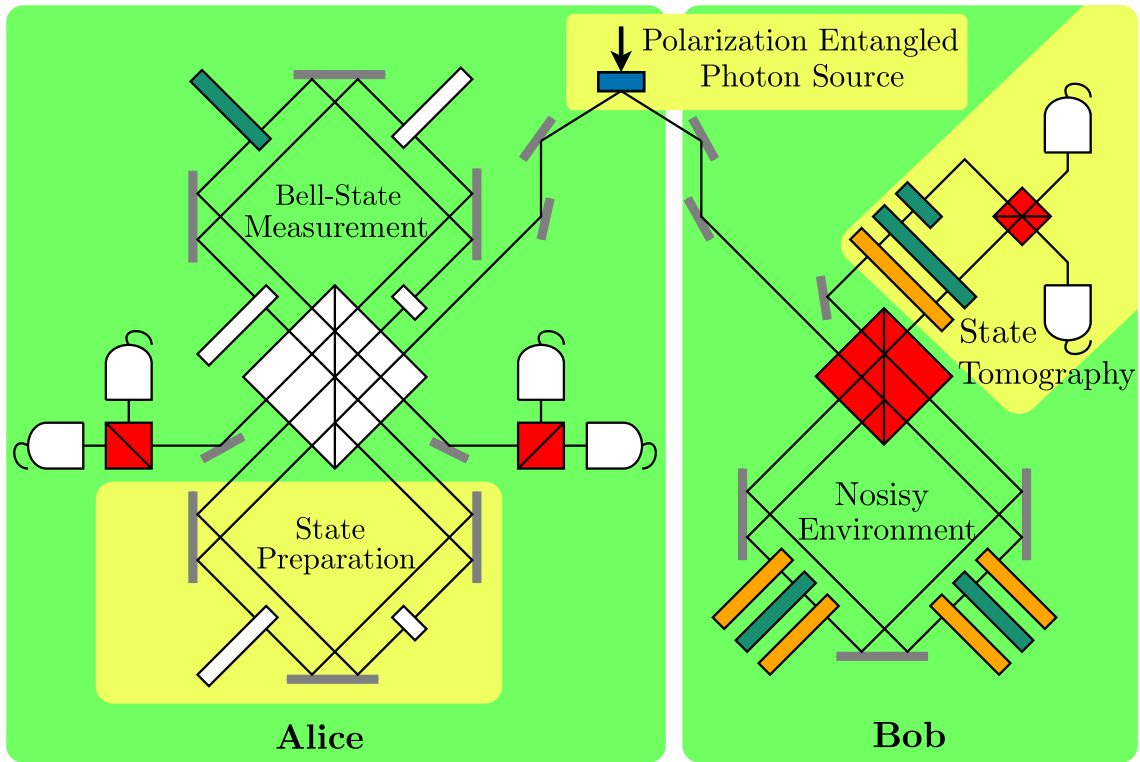 Polarization Entangled
Photon Source
Bell-State
Measurement
State
Tomography
State
Preparation
Nosisy
Environment
Alice
Bob